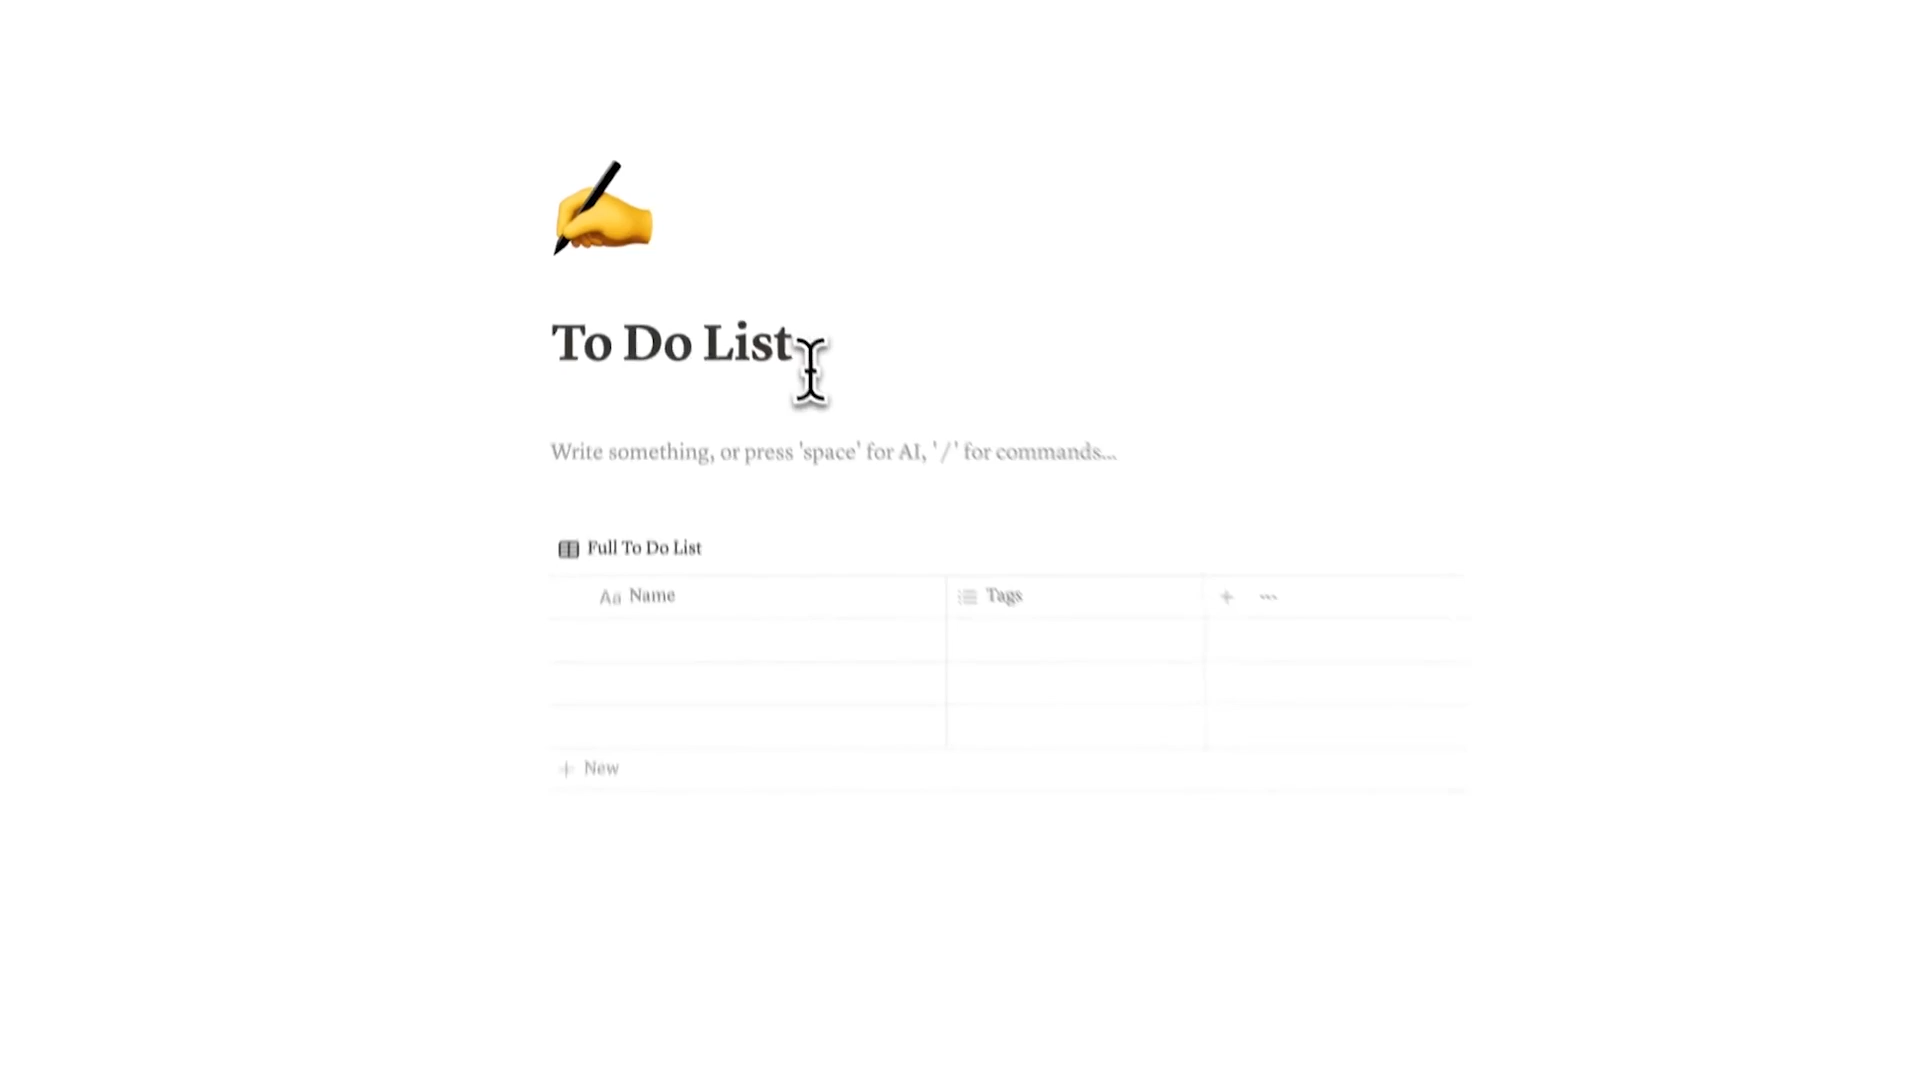 To Do List
Write something, or press 'space' for AI, '/' for commands...
Full To Do List
Aa Name Tags + ...
+ New